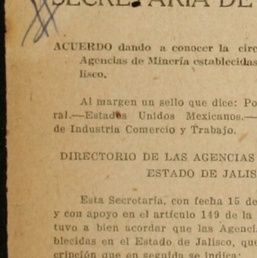 SECRETARIA DE
ACUERDO dando a conocer la circ
Agencias de Minería establecidas
lisco.
Al margen un sello que dice: Po
ral.—Estados Unidos Mexicanos.—
de Industria Comercio y Trabajo.
DIRECTORIO DE LAS AGENCIAS
ESTADO DE JALIS
Esta Secretaría, con fecha 15 de
y con apoyo en el artículo 149 de la
tuvo a bien acordar que las Agenc
blecidas en el Estado de Jalisco, que
cripción que en seguida se indica: